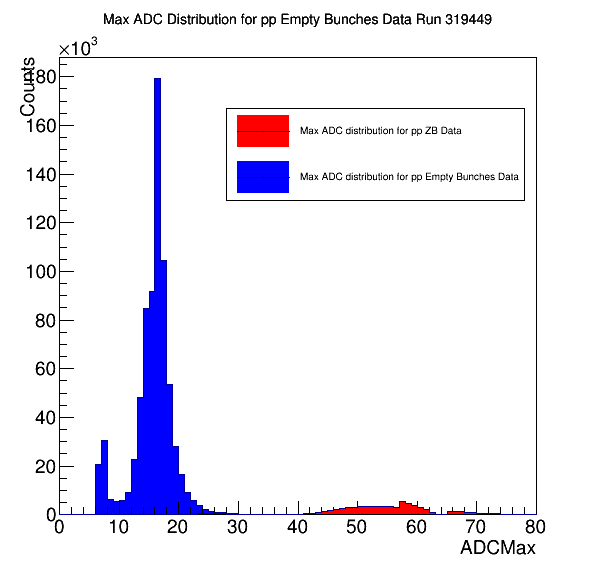 Max ADC Distribution for pp Empty Bunches Data Run 319449
×10³
Counts
180
160
140
120
100
80
60
40
20
0
Max ADC distribution for pp ZB Data
Max ADC distribution for pp Empty Bunches Data
0 10 20 30 40 50 60 70 80
ADCMax